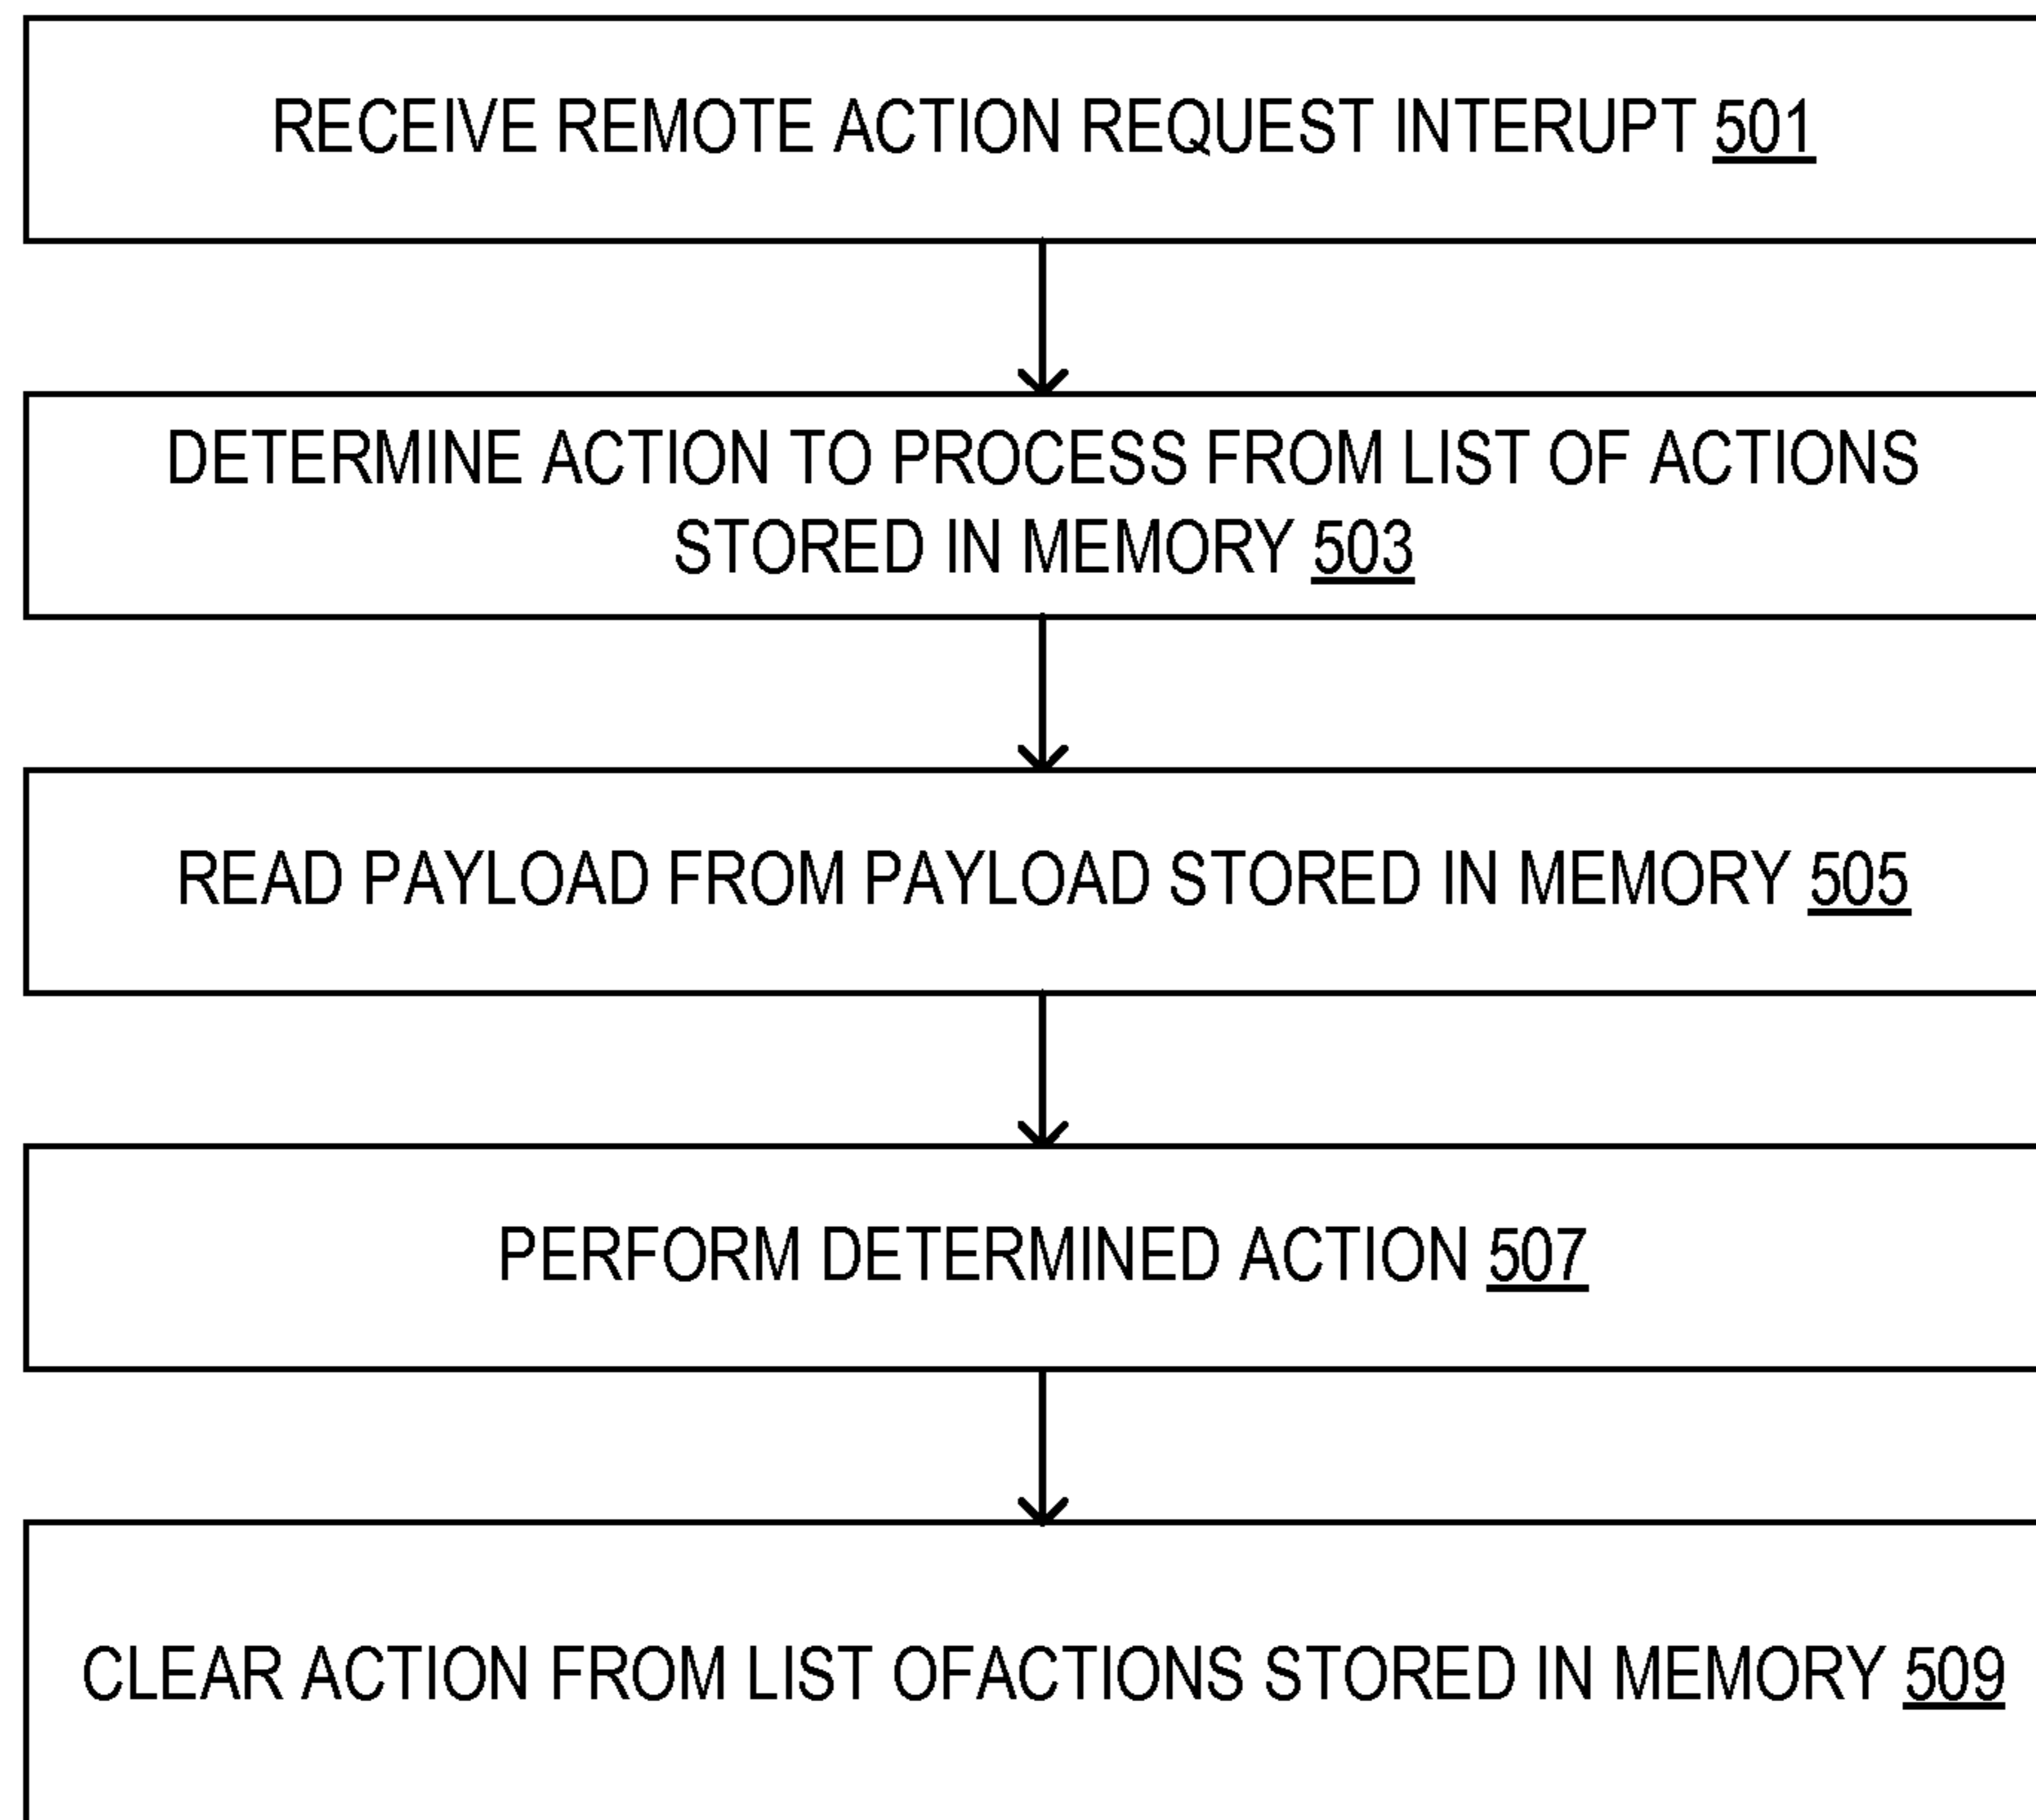 RECEIVE REMOTE ACTION REQUEST INTERUPT 501
DETERMINE ACTION TO PROCESS FROM LIST OF ACTIONS
STORED IN MEMORY 503
READ PAYLOAD FROM PAYLOAD STORED IN MEMORY 505
PERFORM DETERMINED ACTION 507
CLEAR ACTION FROM LIST OFACTIONS STORED IN MEMORY 509